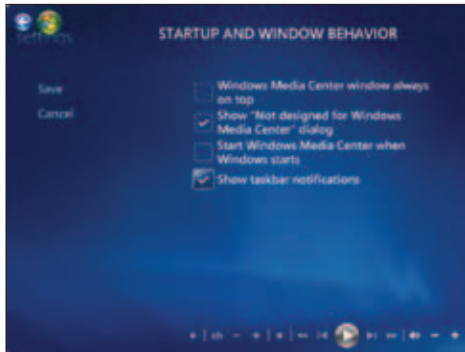 settings
STARTUP AND WINDOW BEHAVIOR
Save
Cancel
Windows Media Center window always
on top
Show "Not designed for Windows
Media Center" dialog
Start Windows Media Center when
Windows starts
Show taskbar notifications
ch - +
- +